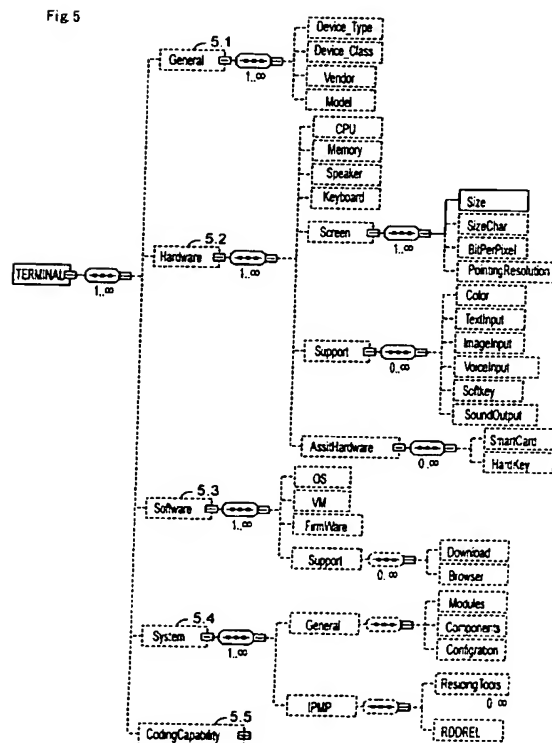 Fig.5
5.1
General
1..∞
Device_Type
Device_Class
Vendor
Model
TERMINAL
1..∞
5.2
Hardware
1..∞
CPU
Memory
Speaker
Keyboard
Screen
1..∞
Size
SizeChar
BitPerPixel
PointingResolution
Support
0..∞
Color
TextInput
ImageInput
VoiceInput
Softkey
SoundOutput
AssitHardware
0..∞
SmartCard
HardKey
5.3
Software
1..∞
OS
VM
FirmWare
Support
0..∞
Download
Browser
5.4
System
1..∞
General
Modules
Components
Configration
IPMP
ResidingTools
0..∞
RDDREL
5.5
CodingCapability